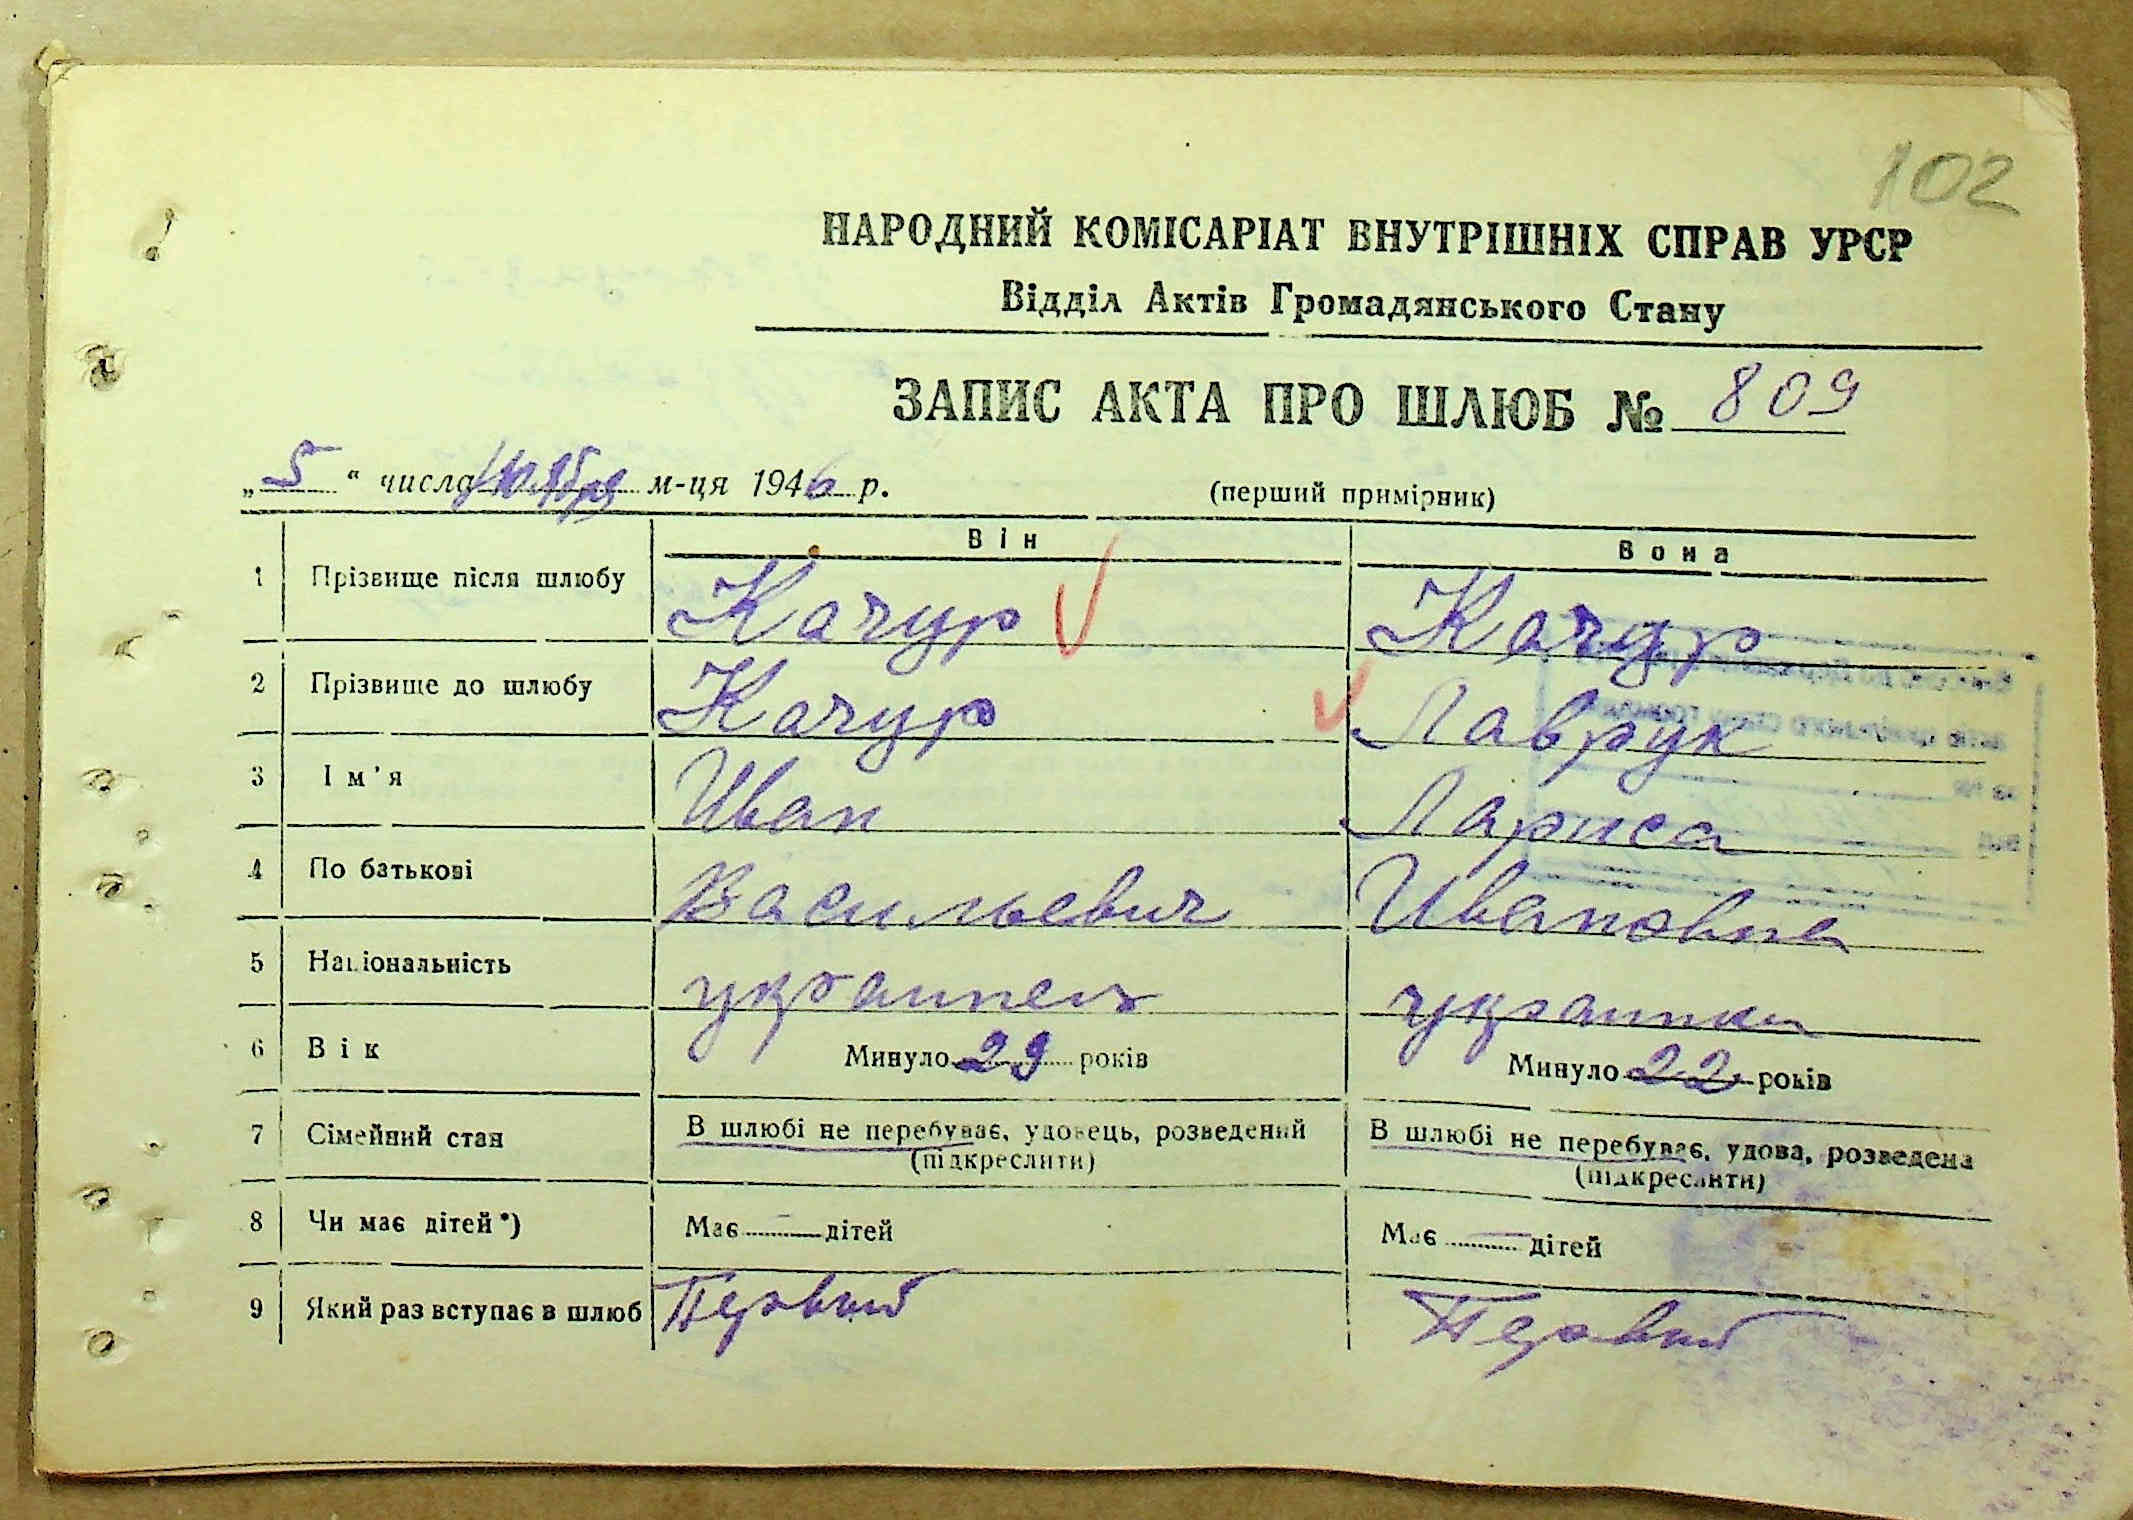 102
НАРОДНИЙ КОМІСАРІАТ ВНУТРІШНІХ СПРАВ УРСР
Відділ Актів Громадянського Стану
ЗАПИС АКТА ПРО ШЛЮБ № 809
„5“ числа Ноября м-ця 1946 р. (перший примірник)
Він Вона
1 Прізвище після шлюбу Качур Качур
2 Прізвище до шлюбу Качур Лаврук
3 Ім'я Иван Лариса
4 По батькові Васильевич Ивановна
5 Національність украинец украинка
6 Вік Минуло 29 років Минуло 22 років
7 Сімейний стан В шлюбі не перебуває, удовець, розведений В шлюбі не перебуває, удова, розведена
(підкреслити) (підкреслити)
8 Чи має дітей*) Має — дітей Має — дітей
9 Який раз вступає в шлюб Первый Первый